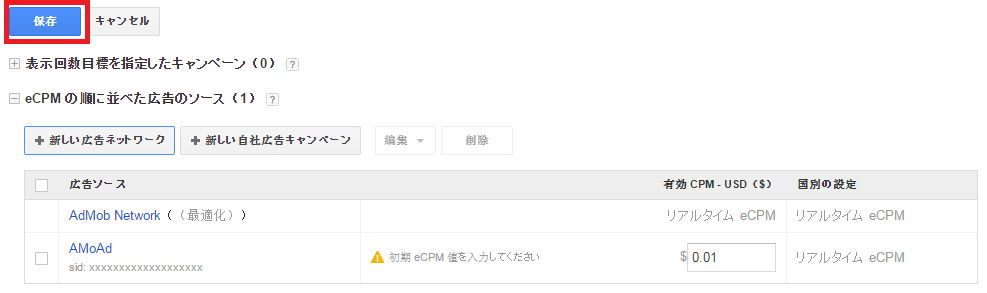 保存 キャンセル
表示回数目標を指定したキャンペーン（0） ?
eCPM の順に並べた広告のソース（1） ?
+ 新しい広告ネットワーク + 新しい自社広告キャンペーン 編集 削除
広告ソース 有効 CPM - USD（$） 国別の設定
AdMob Network（（最適化）） リアルタイム eCPM リアルタイム eCPM
AMoAd 初期 eCPM 値を入力してください $ 0.01 リアルタイム eCPM
sid: xxxxxxxxxxxxxxxxxxx